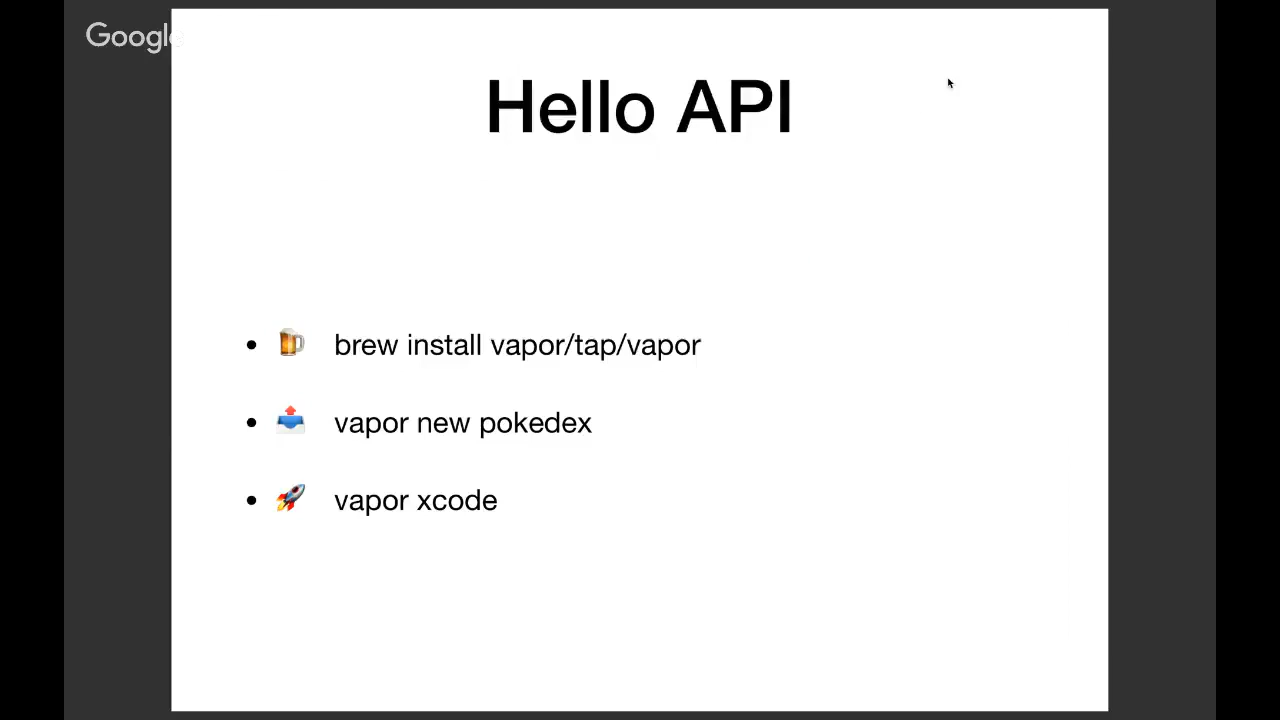 Google
Hello API
• 🍺 brew install vapor/tap/vapor
• 📤 vapor new pokedex
• 🚀 vapor xcode